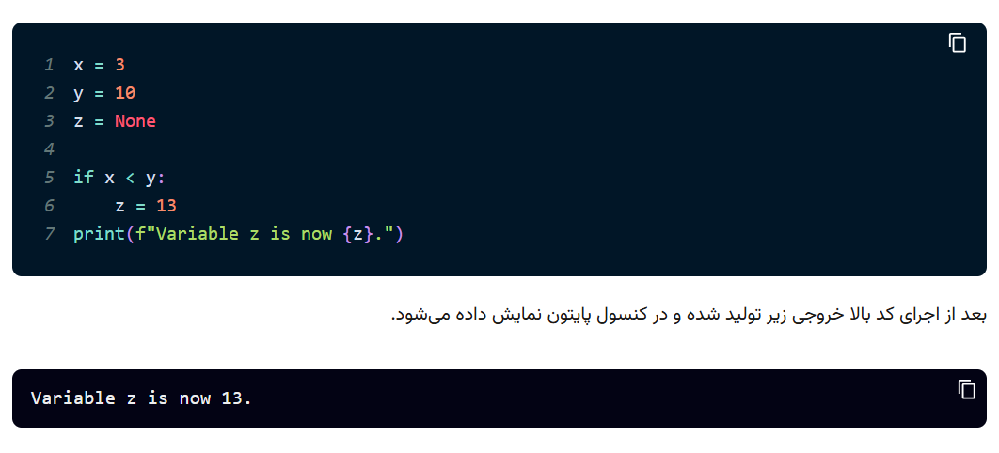 1 x = 3
2 y = 10
3 z = None
4
5 if x < y:
6     z = 13
7 print(f"Variable z is now {z}.")
بعد از اجرای کد بالا خروجی زیر تولید شده و در کنسول پایتون نمایش داده می‌شود.
Variable z is now 13.